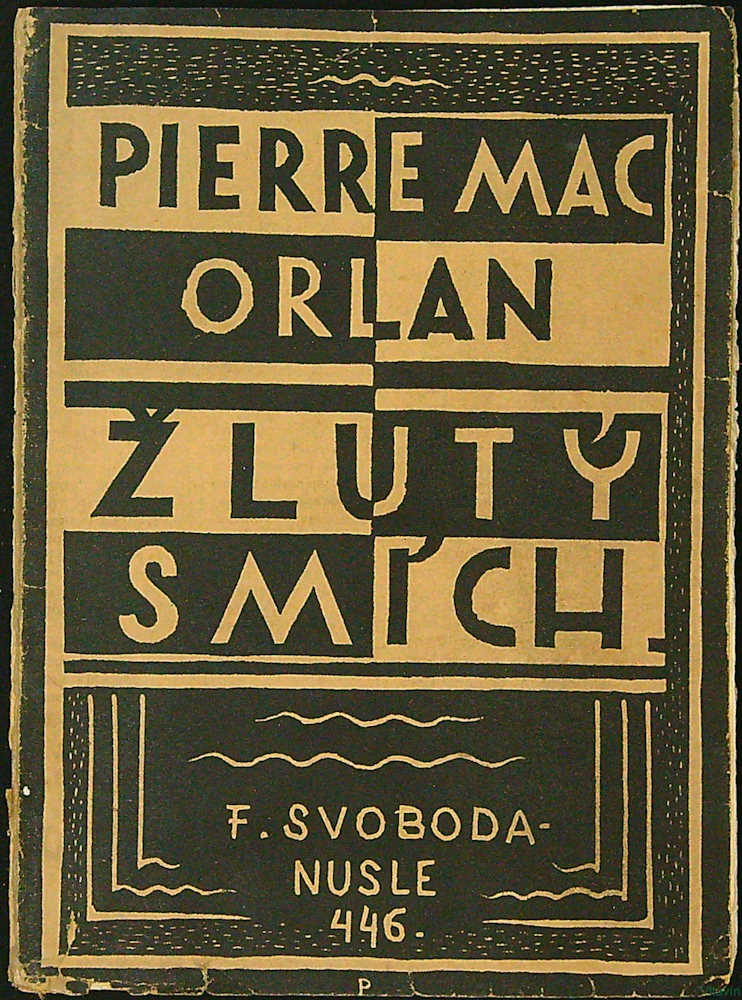 PIERRE MAC
ORLAN
ŽLUTÝ
SMÍCH.
F. SVOBODA-
NUSLE
446.
P